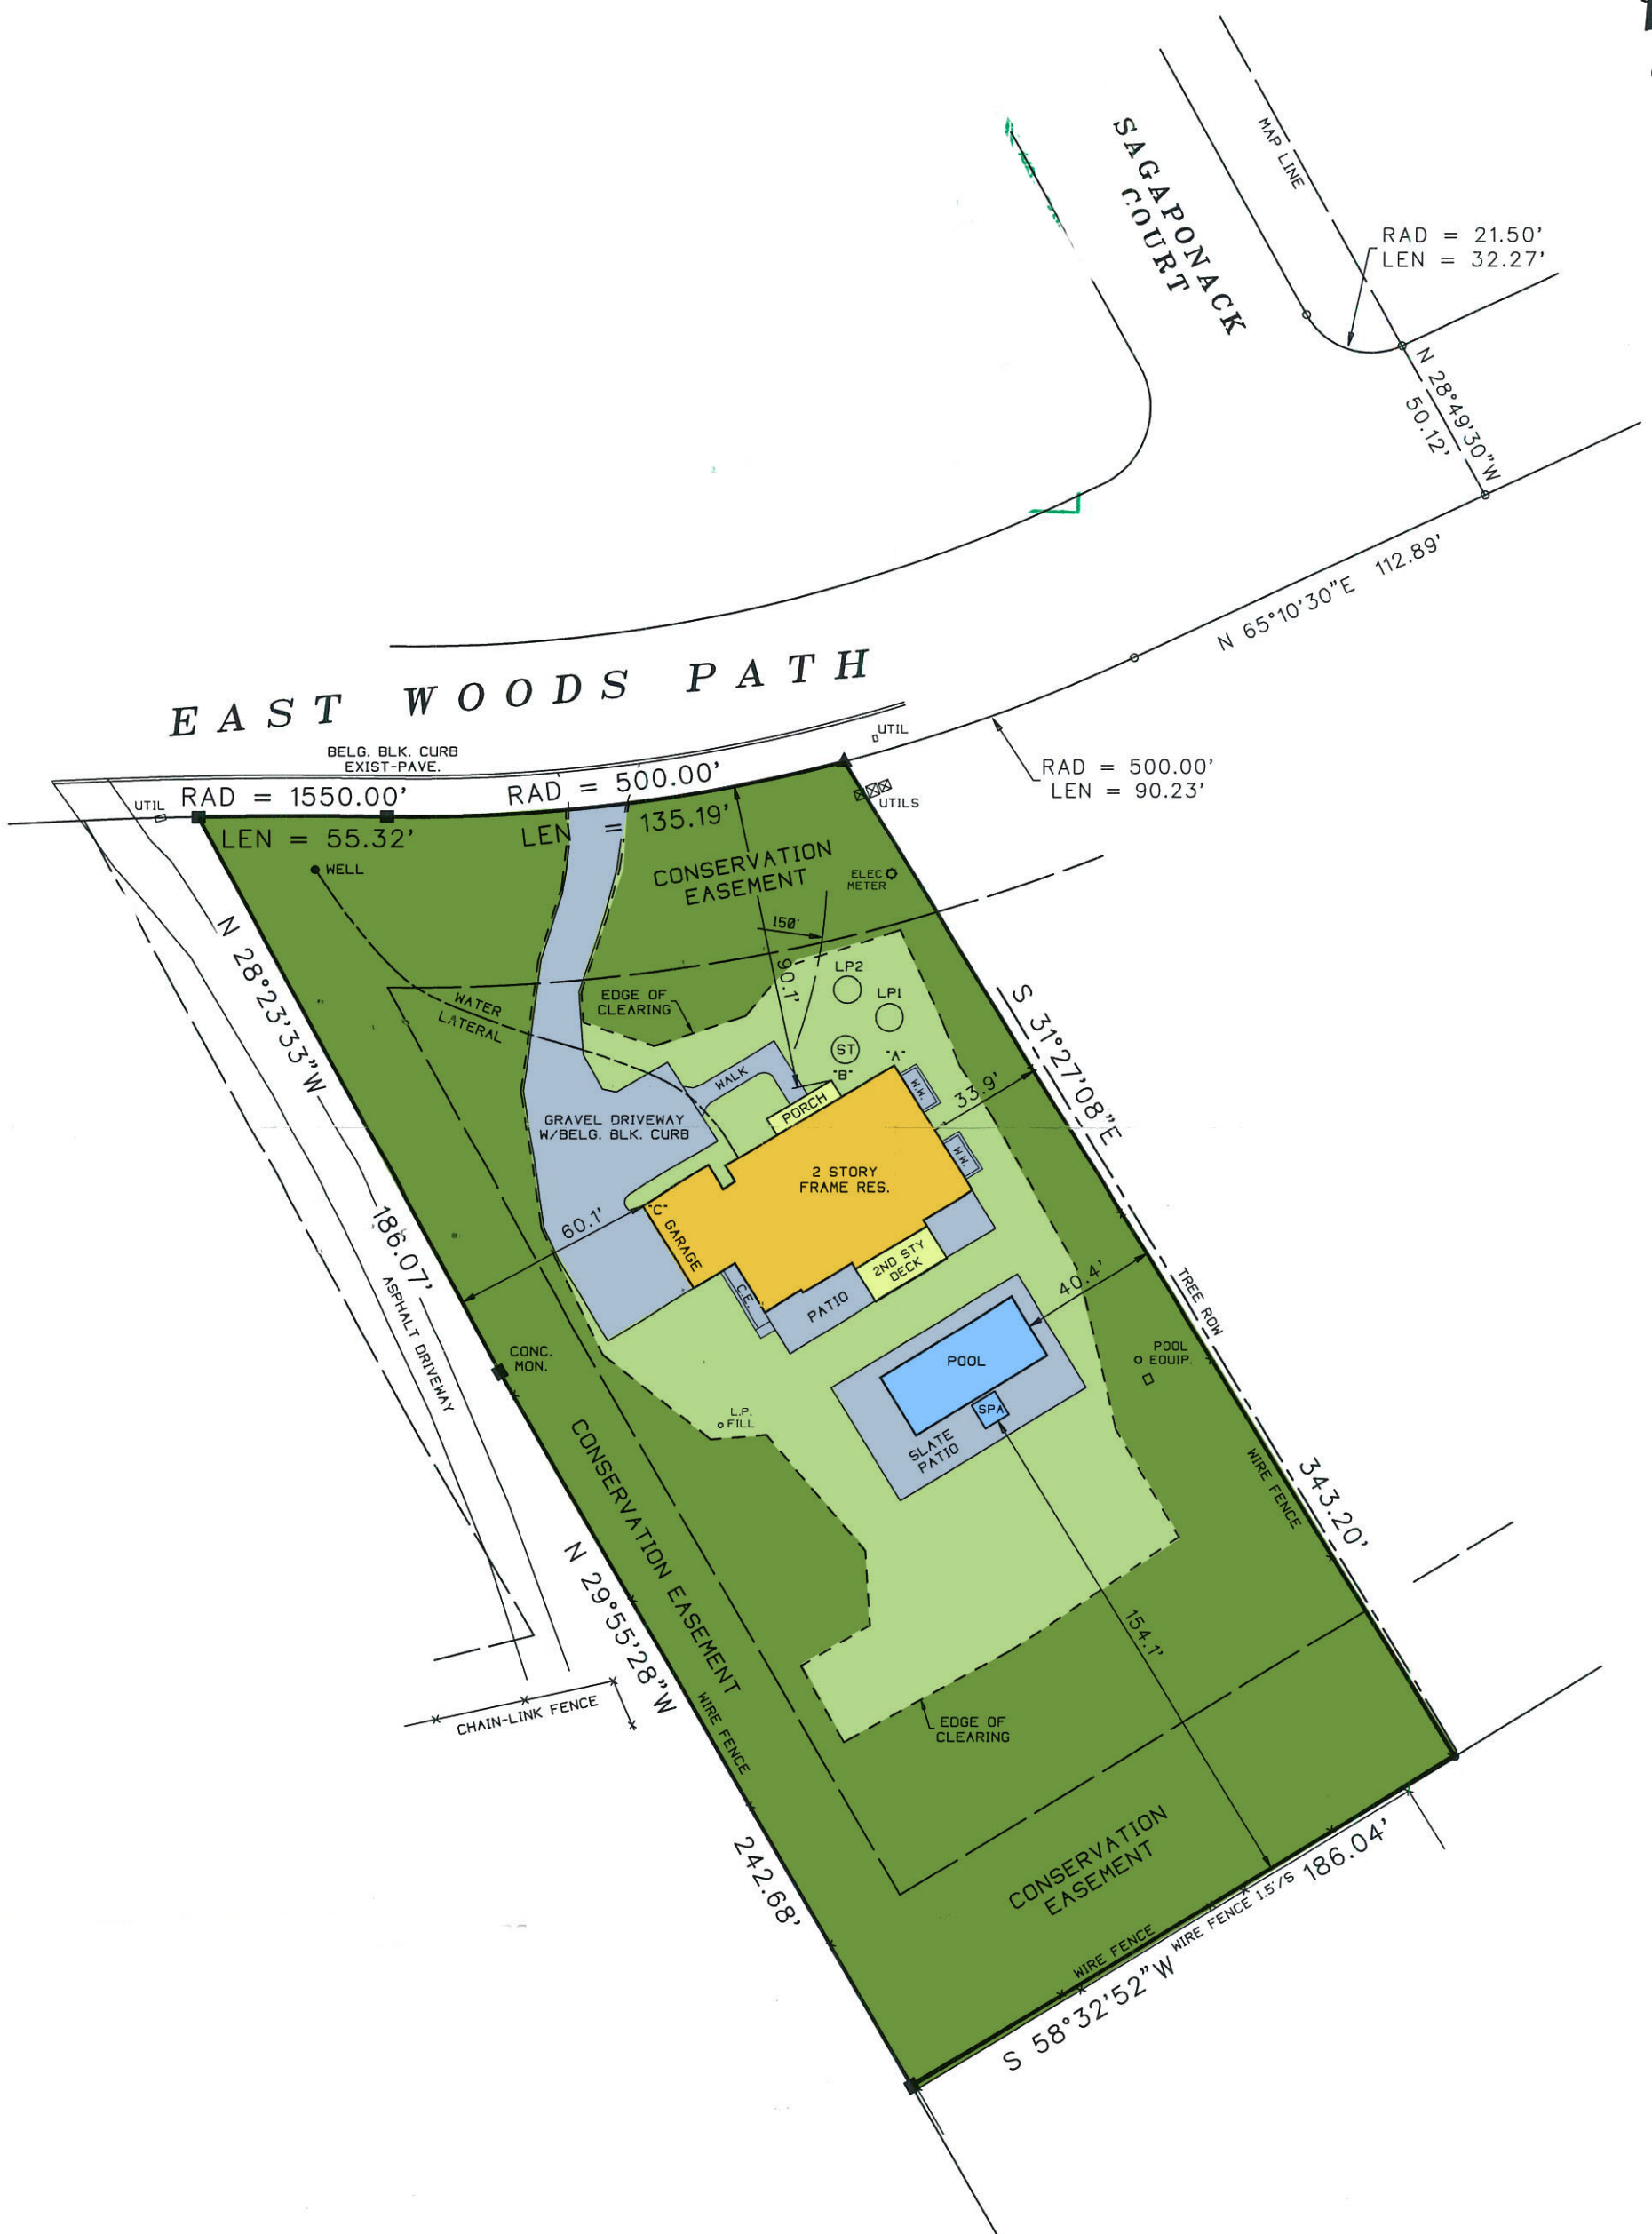 SAGAPONACK
COURT
MAP LINE
RAD = 21.50'
LEN = 32.27'
N 28°49'30"W
50.12'
N 65°10'30"E 112.89'
EAST WOODS PATH
BELG. BLK. CURB
EXIST-PAVE.
UTIL
UTIL
RAD = 1550.00'
LEN = 55.32'
RAD = 500.00'
LEN = 135.19'
RAD = 500.00'
LEN = 90.23'
UTILS
WELL
CONSERVATION
EASEMENT
ELEC
METER
150'
90.1'
LP2
LP1
ST
EDGE OF
CLEARING
WATER
LATERAL
N 28°23'33"W
186.07'
S 31°27'08"E
343.20'
"A"
"B"
WALK
PORCH
W.W.
33.9'
GRAVEL DRIVEWAY
W/BELG. BLK. CURB
W.W.
2 STORY
FRAME RES.
60.1'
"C"
GARAGE
2ND STY
DECK
C.E.
PATIO
40.4'
TREE ROW
ASPHALT DRIVEWAY
CONC.
MON.
POOL
POOL
EQUIP.
SPA
L.P.
FILL
SLATE
PATIO
WIRE FENCE
CONSERVATION EASEMENT
N 29°55'28"W
242.68'
154.1'
CHAIN-LINK FENCE
WIRE FENCE
EDGE OF
CLEARING
CONSERVATION
EASEMENT
WIRE FENCE
WIRE FENCE 1.5'/S
186.04'
S 58°32'52"W